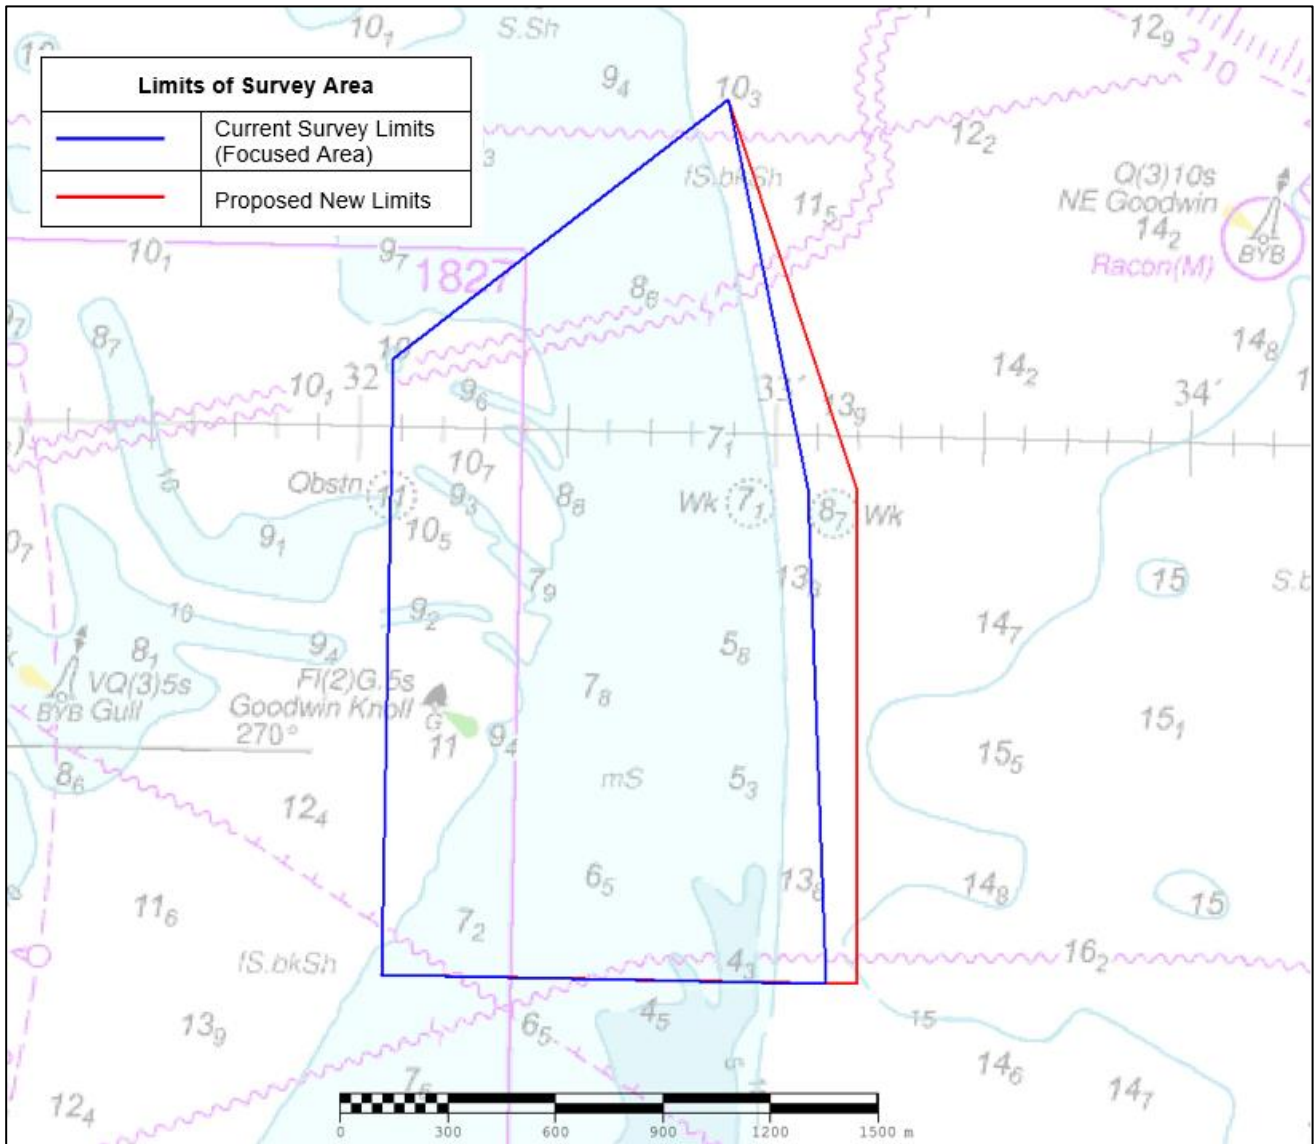 10₁
S.Sh
12₉
210
Limits of Survey Area
Current Survey Limits
(Focused Area)
Proposed New Limits
9₄
10₃
12₂
fS.bkSh
11₅
Q(3)10s
NE Goodwin
14₂
BYB
Racon(M)
10₁
9₇
1827
8₆
8₇
14₈
10₁
32
9₆
14₂
13₉
34´
7₁
10₇
Obstn
11
9₃
8₈
Wk
7₁
8₇
Wk
9₁
10₅
7₉
15
10
9₂
5₈
14₇
8₁
9₄
VQ(3)5s
BYB Gull
Fl(2)G.5s
Goodwin Knoll
G
270°
11
9₄
7₈
15₁
15₅
8₆
mS
5₃
12₄
6₅
13₈
14₈
15
11₆
7₂
fS.bkSh
4₃
16₂
13₉
6₅
4₅
15
14₆
14₇
12₄
0 300 600 900 1200 1500 m